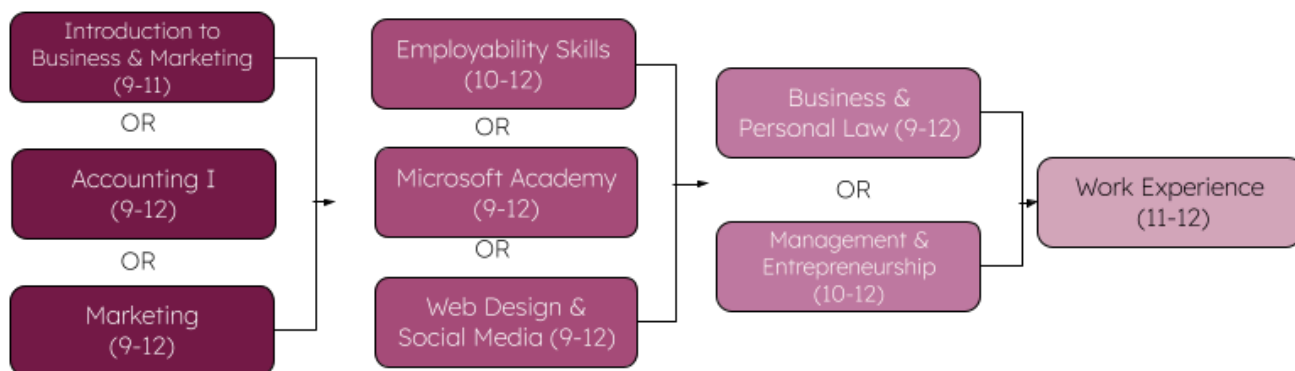 Introduction to
Business & Marketing
(9-11)
OR
Accounting I
(9-12)
OR
Marketing
(9-12)
Employability Skills
(10-12)
OR
Microsoft Academy
(9-12)
OR
Web Design &
Social Media (9-12)
Business &
Personal Law (9-12)
OR
Management &
Entrepreneurship
(10-12)
Work Experience
(11-12)